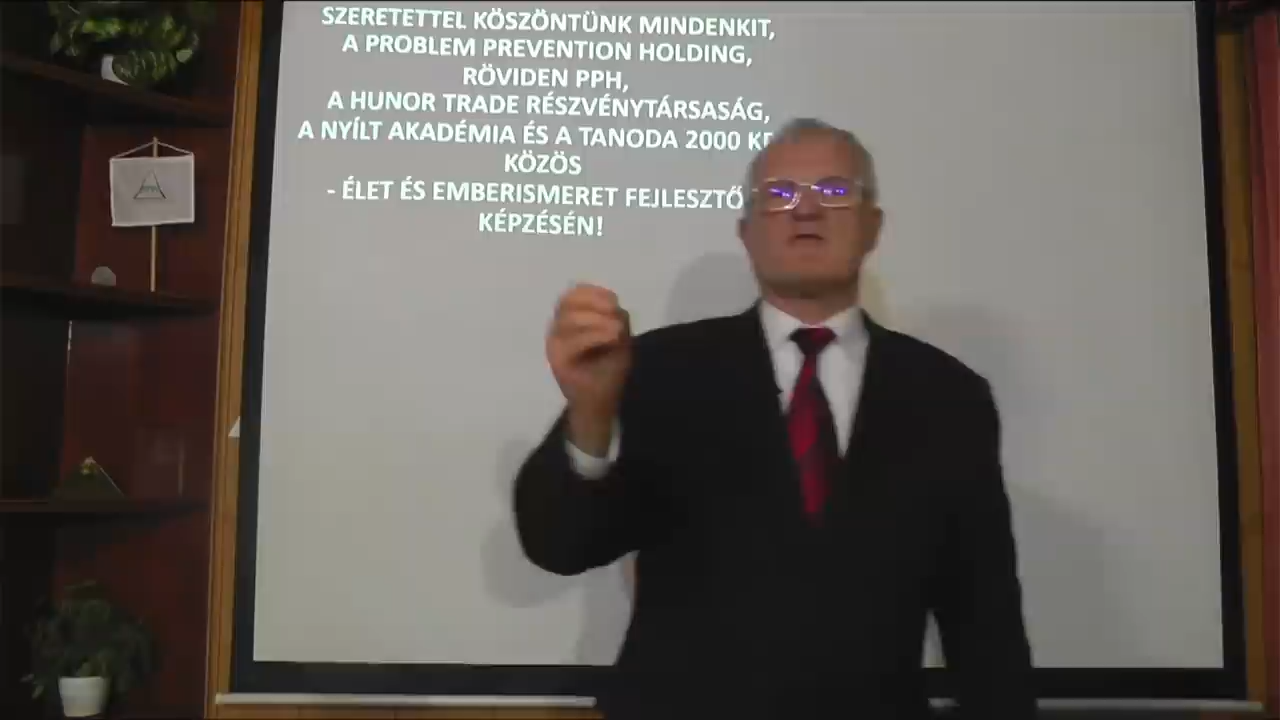 SZERETETTEL KÖSZÖNTÜNK MINDENKIT,
A PROBLEM PREVENTION HOLDING,
RÖVIDEN PPH,
A HUNOR TRADE RÉSZVÉNYTÁRSASÁG,
A NYÍLT AKADÉMIA ÉS A TANODA 2000
KÖZÖS
- ÉLET ÉS EMBERISMERET FEJLESZTŐ
KÉPZÉSÉN!